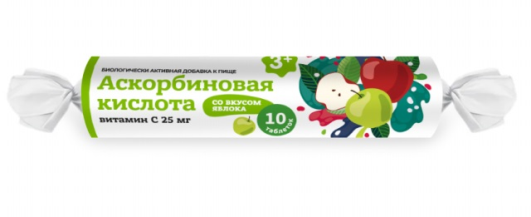 БИОЛОГИЧЕСКИ АКТИВНАЯ ДОБАВКА К ПИЩЕ
3+
Аскорбиновая
кислота
СО ВКУСОМ
ЯБЛОКА
витамин С 25 мг
10
таблеток